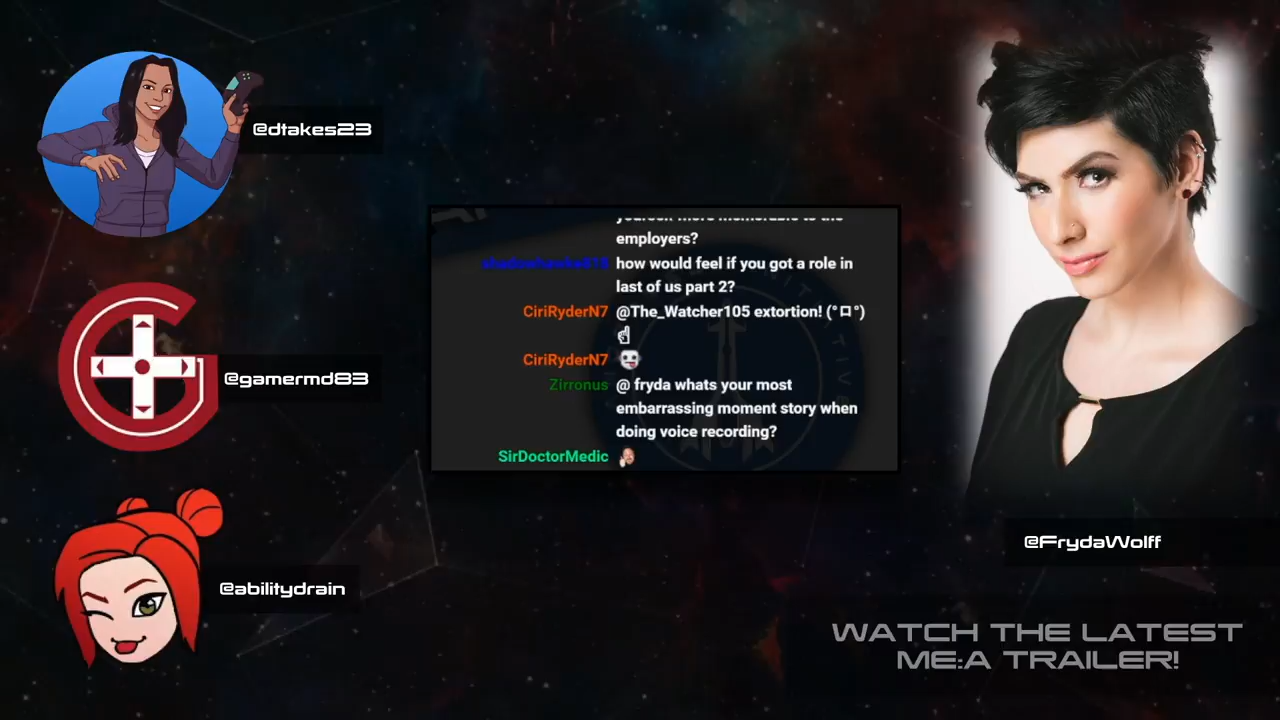 @dtakes23
@gamermd83
@abilitydrain
employers?
shadowhawke818 how would feel if you got a role in
last of us part 2?
CiriRyderN7 @The_Watcher105 extortion! (°ロ°)
CiriRyderN7
Zirronus @ fryda whats your most
embarrassing moment story when
doing voice recording?
SirDoctorMedic
@FrydaWolff
WATCH THE LATEST
ME:A TRAILER!